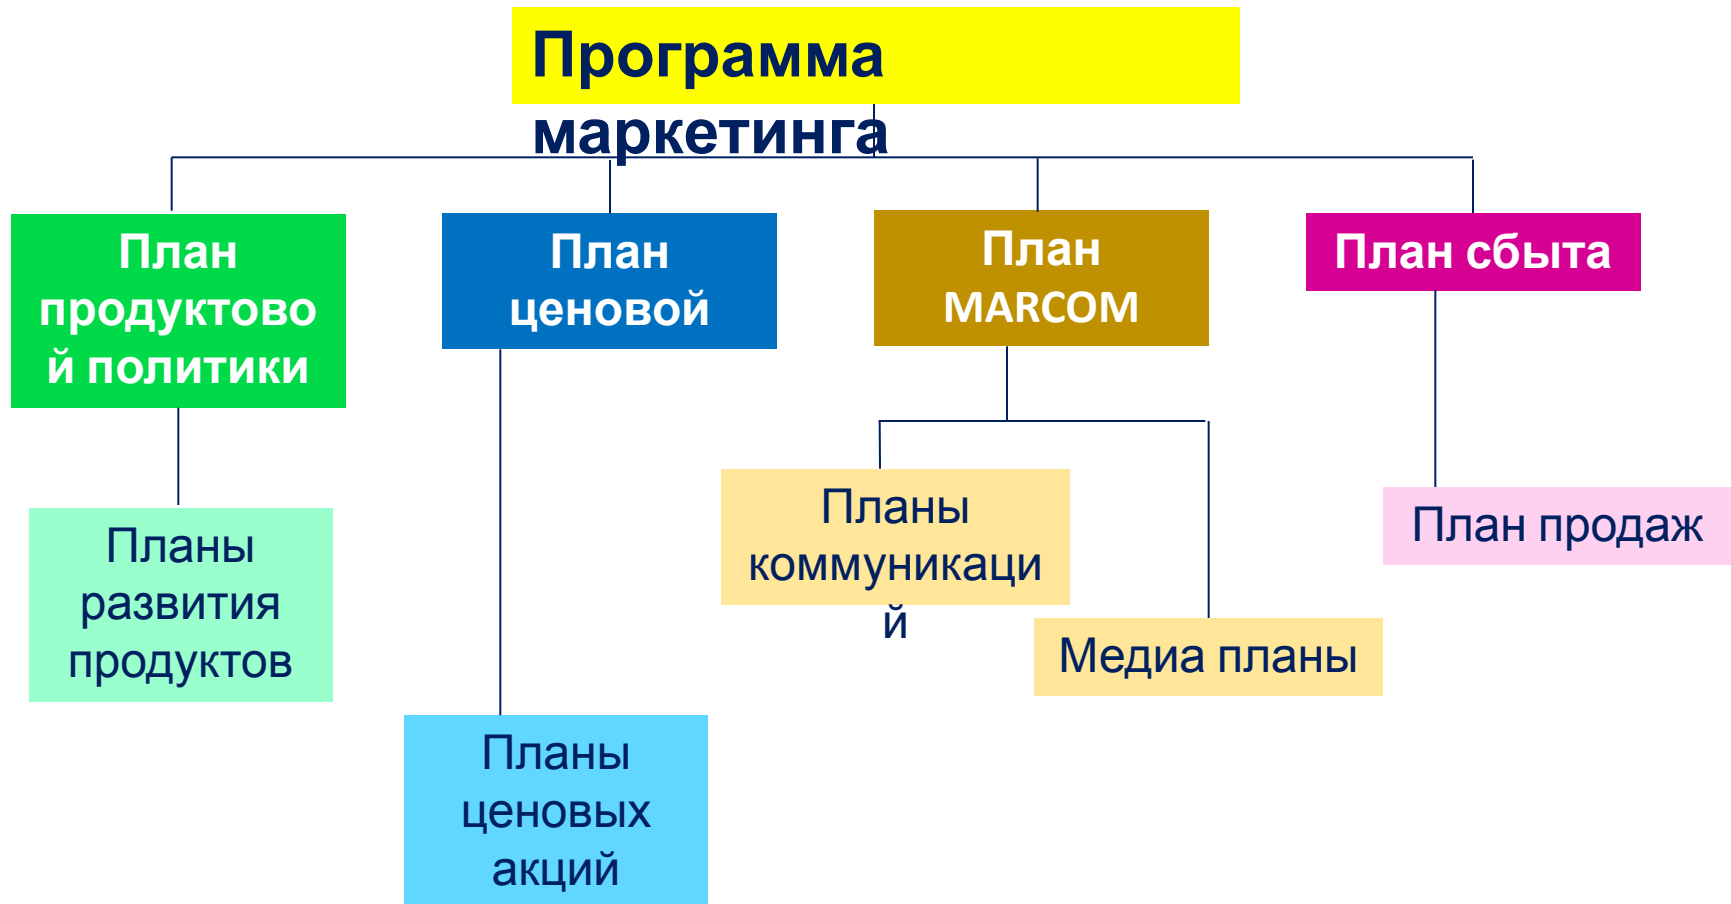 Программа
маркетинга
План
продуктово
й политики
План
ценовой
План
MARCOM
План сбыта
Планы
развития
продуктов
Планы
ценовых
акций
Планы
коммуникаци
й
Медиа планы
План продаж